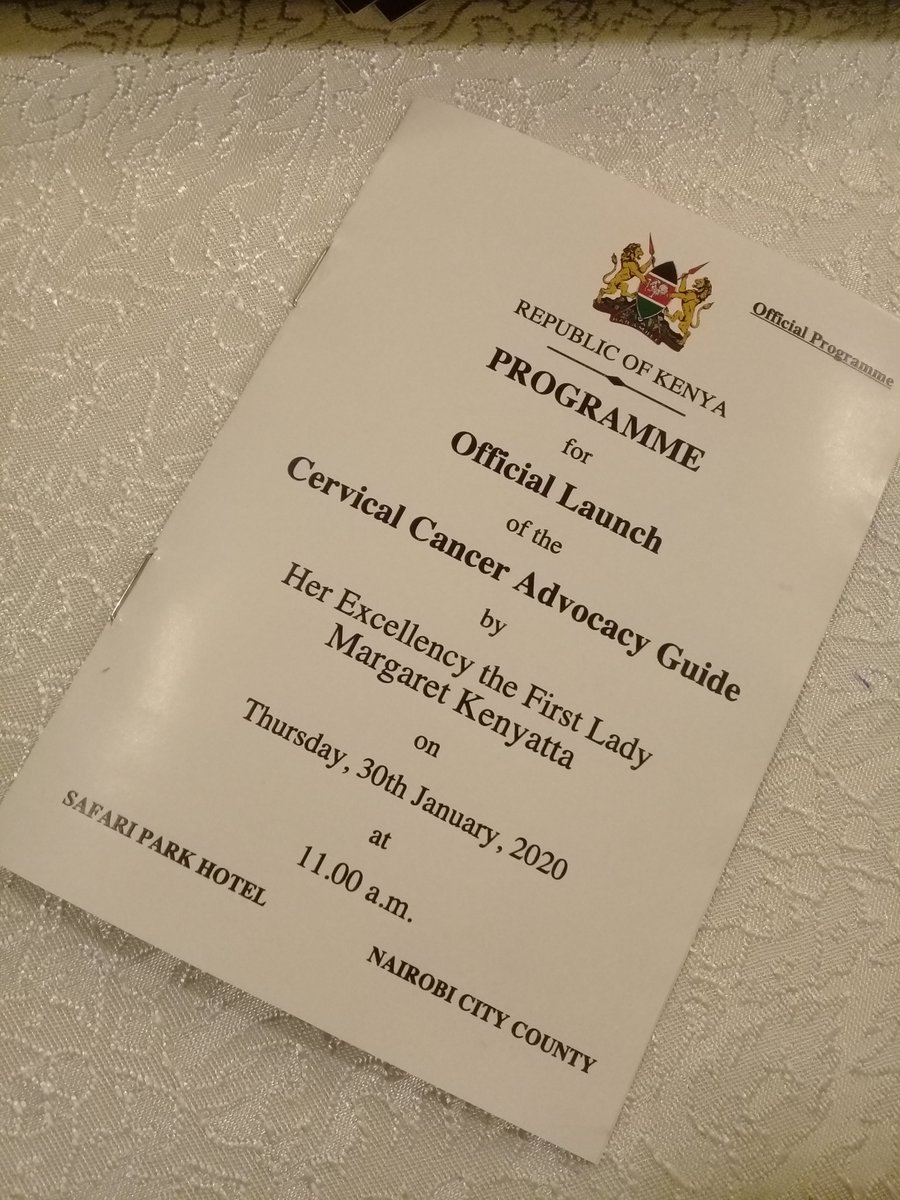 Official Programme
REPUBLIC OF KENYA
PROGRAMME
for
Official Launch
of the
Cervical Cancer Advocacy Guide
by
Her Excellency the First Lady
Margaret Kenyatta
on
Thursday, 30th January, 2020
at
11.00 a.m.
SAFARI PARK HOTEL
NAIROBI CITY COUNTY